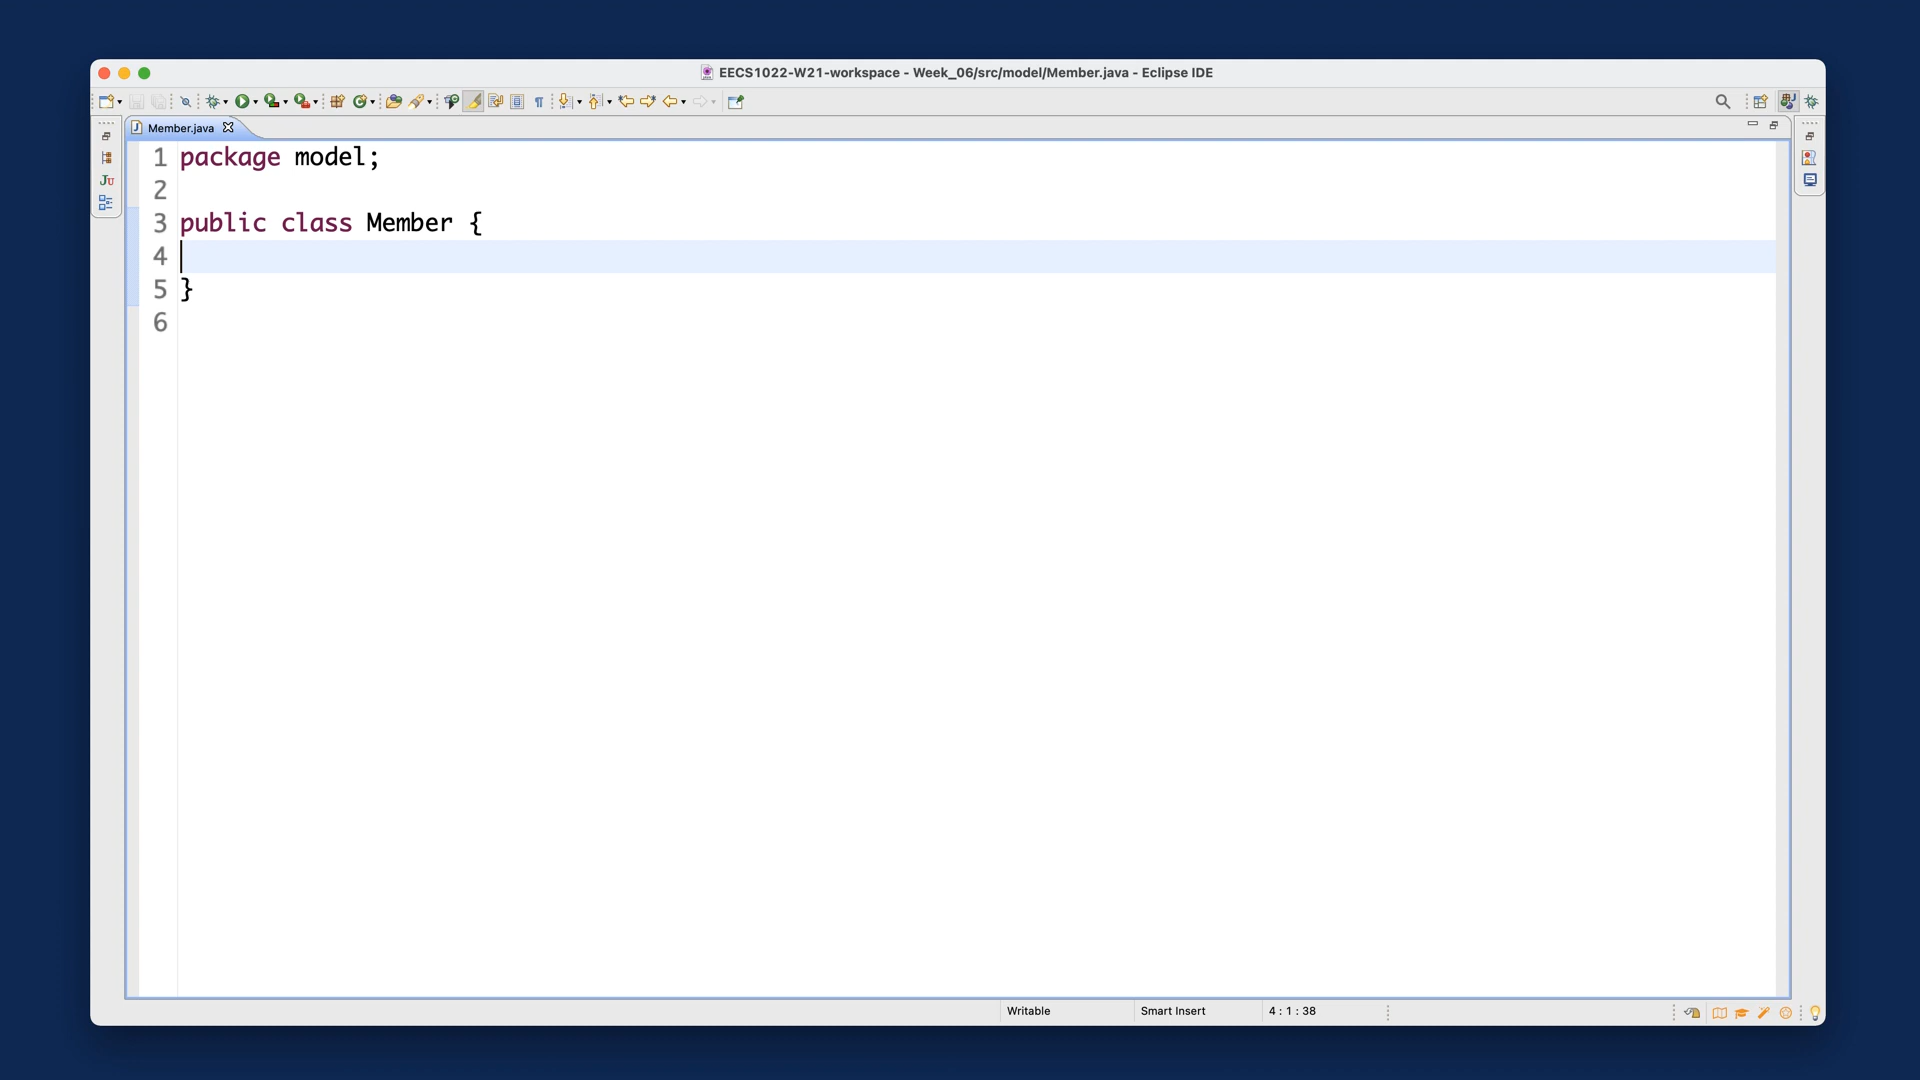 EECS1022-W21-workspace - Week_06/src/model/Member.java - Eclipse IDE
Member.java
1 package model;
2
3 public class Member {
4
5 }
6
Ju
Writable Smart Insert 4 : 1 : 38